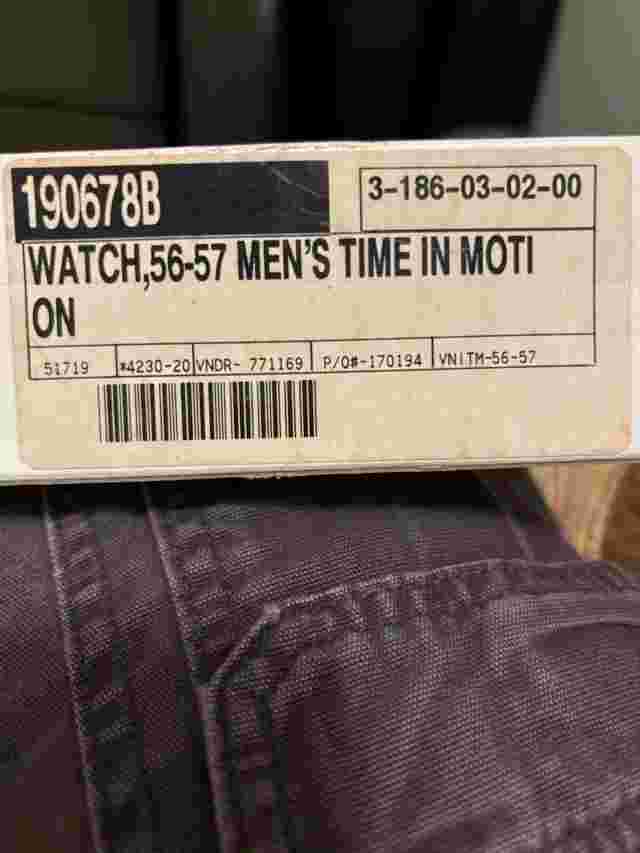 190678B
3-186-03-02-00
WATCH,56-57 MEN'S TIME IN MOTI
ON
51719 *4230-20 VNDR- 771169 P/O#-170194 VNITM-56-57